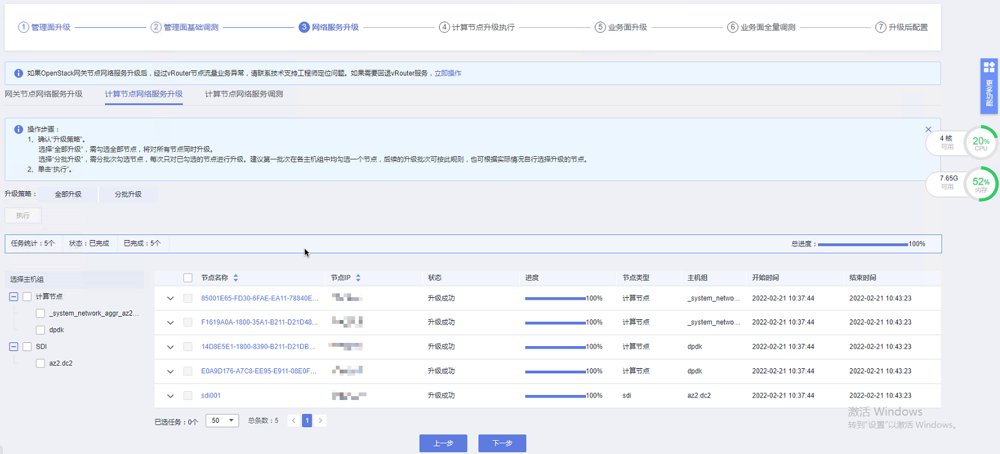 1 管理面升级 2 管理面基础调测 3 网络服务升级 4 计算节点升级执行 5 业务面升级 6 业务面全量调测 7 升级后配置
如果OpenStack网关节点网络服务升级后，经过vRouter节点流量业务异常，请联系技术支持工程师定位问题。如果需要回退vRouter服务，立即操作
更多功能
网关节点网络服务升级 计算节点网络服务升级 计算节点网络服务调测
操作步骤：
1、确认“升级策略”。
选择“全部升级”，需勾选全部节点，将对所有节点同时升级。
选择“分批升级”，需分批次勾选节点，每次只对已勾选的节点进行升级。建议第一批次在各主机组中均勾选一个节点，后续的升级批次可按此规则，也可根据实际情况自行选择升级的节点。
2、单击“执行”。
4 核
可用
20%
CPU
7.65G
可用
52%
内存
升级策略： 全部升级 分批升级
执行
任务统计：5个 状态：已完成 已完成：5个 总进度： 100%
选择主机组
计算节点
_system_network_aggr_az2...
dpdk
SDI
az2.dc2
节点名称 节点IP 状态 进度 节点类型 主机组 开始时间 结束时间
85001E65-FD30-6FAE-EA11-78840E... 升级成功 100% 计算节点 _system_netwo... 2022-02-21 10:37:44 2022-02-21 10:43:23
F1619A0A-1800-35A1-B211-D21D48... 升级成功 100% 计算节点 _system_netwo... 2022-02-21 10:37:44 2022-02-21 10:43:23
14D8E5E1-1800-8390-B211-D21DB... 升级成功 100% 计算节点 dpdk 2022-02-21 10:37:44 2022-02-21 10:43:23
E0A9D176-A7C8-EE95-E911-08E0F... 升级成功 100% 计算节点 dpdk 2022-02-21 10:37:44 2022-02-21 10:43:23
sdi001 升级成功 100% sdi az2.dc2 2022-02-21 10:37:44 2022-02-21 10:43:23
已选任务：0个 50 总条数：5 1
上一步 下一步
激活 Windows
转到“设置”以激活 Windows。